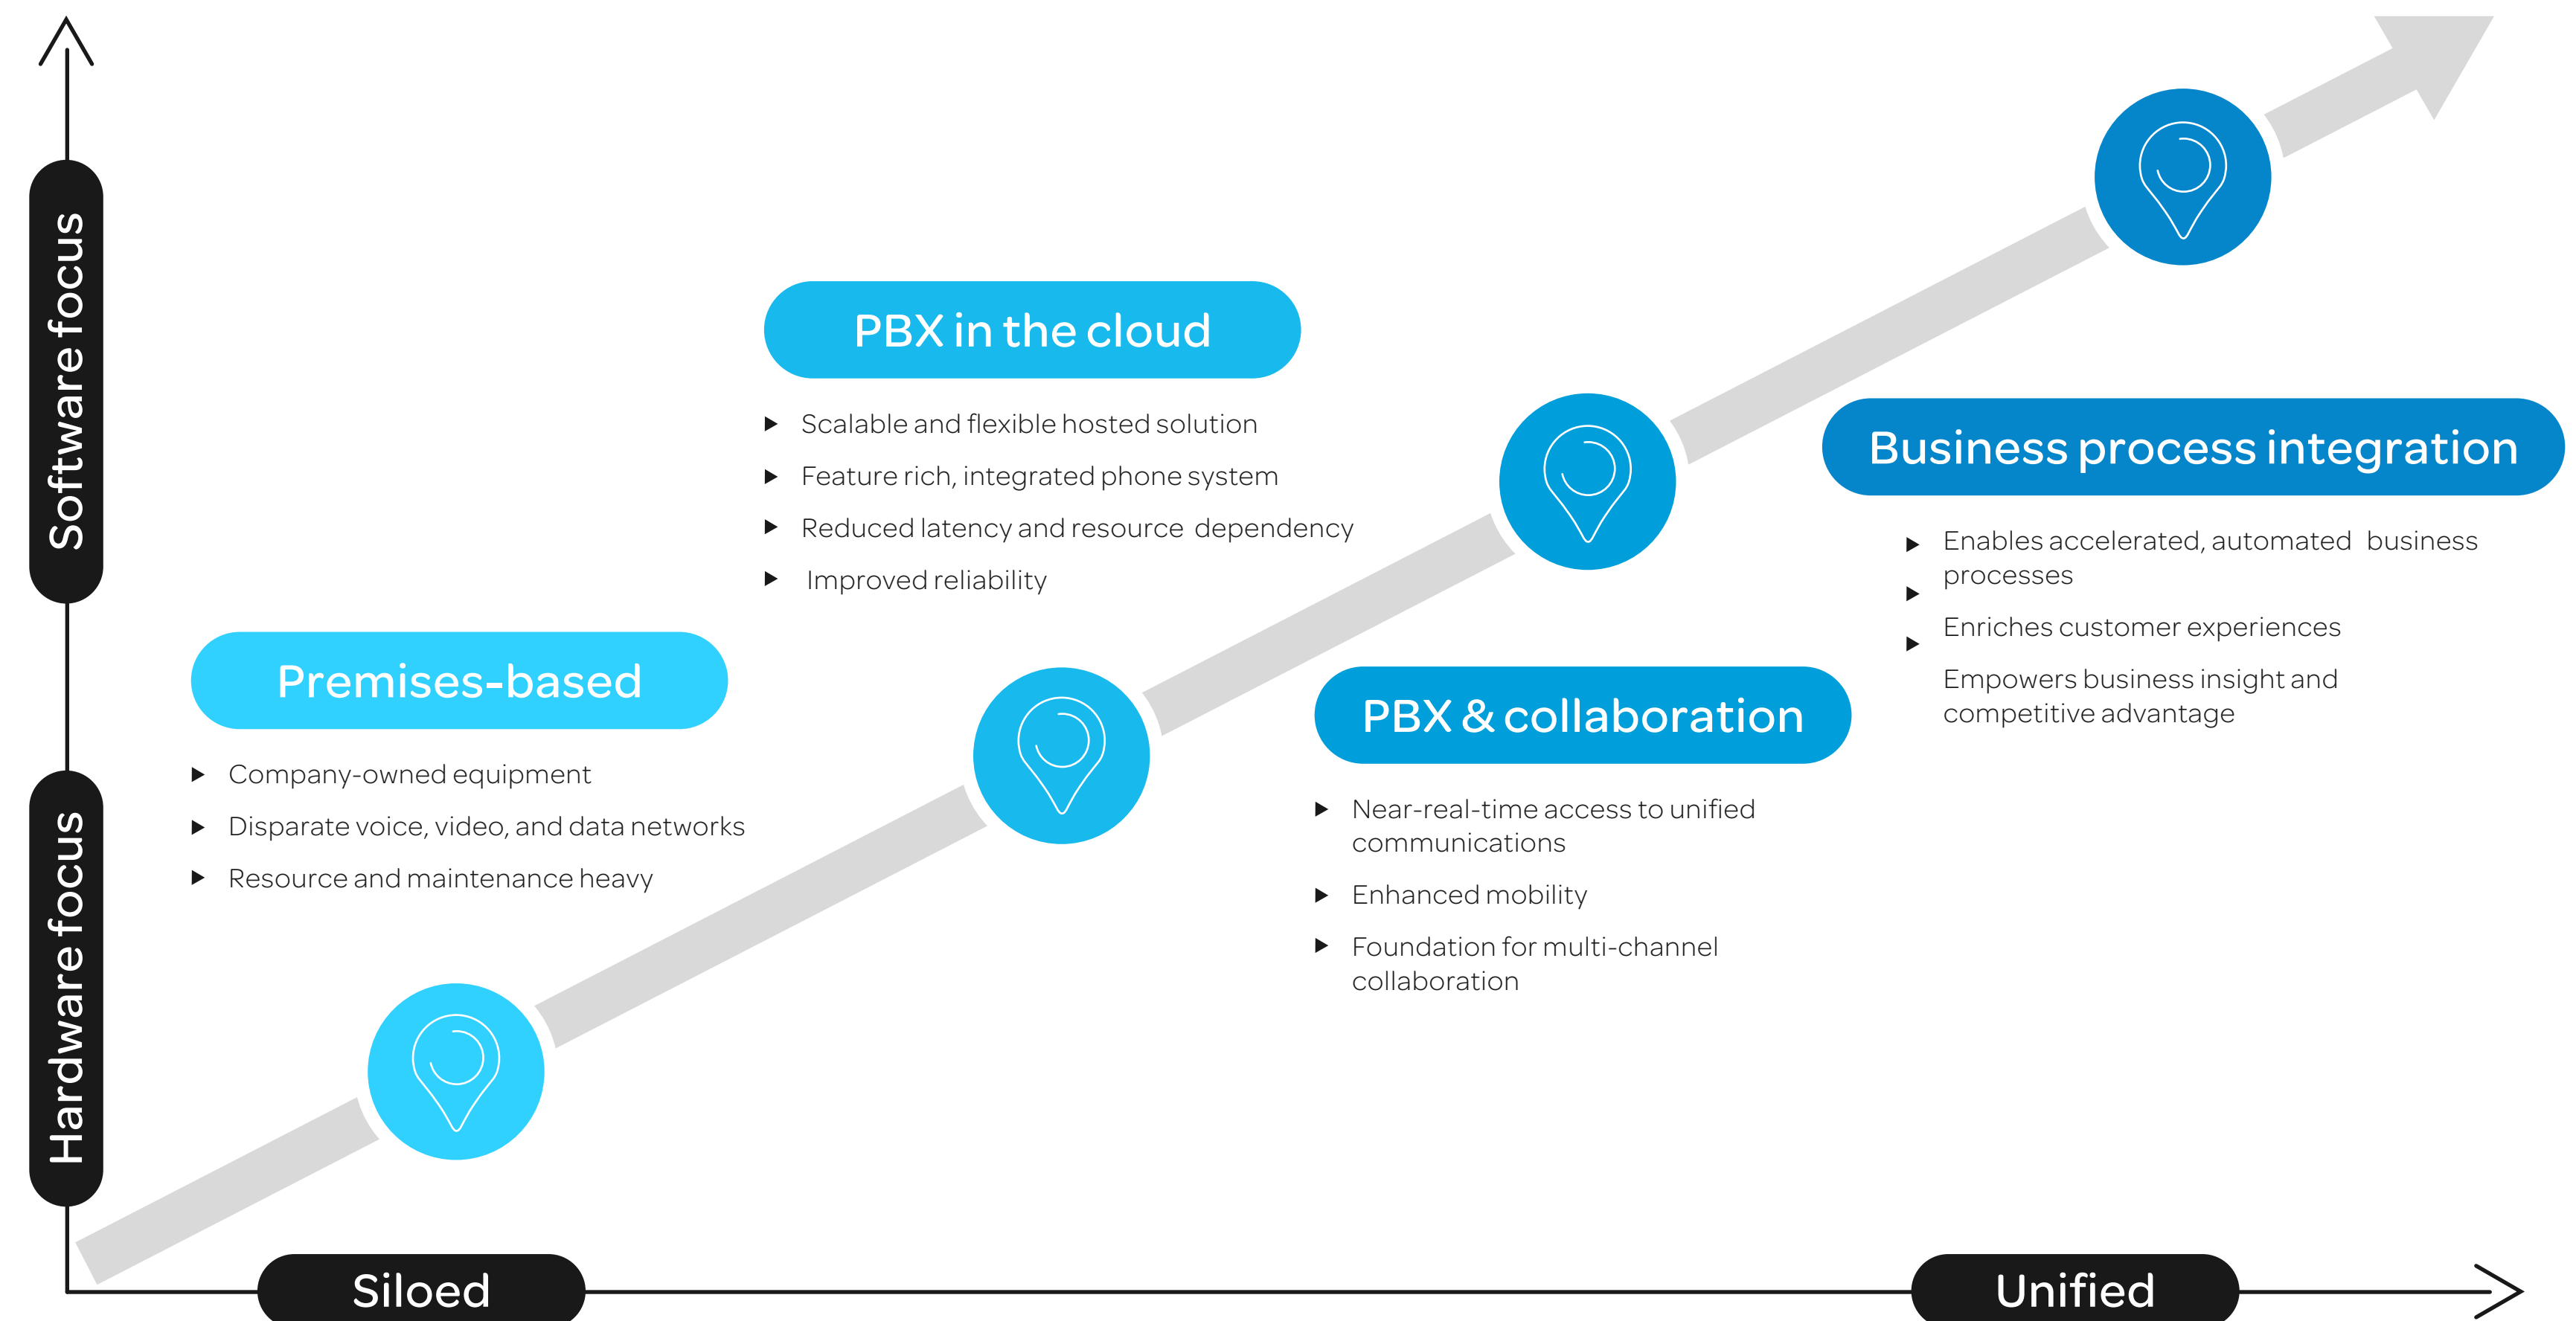 Software focus
Hardware focus
Premises-based
Company-owned equipment
Disparate voice, video, and data networks
Resource and maintenance heavy
PBX in the cloud
Scalable and flexible hosted solution
Feature rich, integrated phone system
Reduced latency and resource dependency
Improved reliability
PBX & collaboration
Near-real-time access to unified
communications
Enhanced mobility
Foundation for multi-channel
collaboration
Business process integration
Enables accelerated, automated business
processes
Enriches customer experiences
Empowers business insight and
competitive advantage
Siloed
Unified